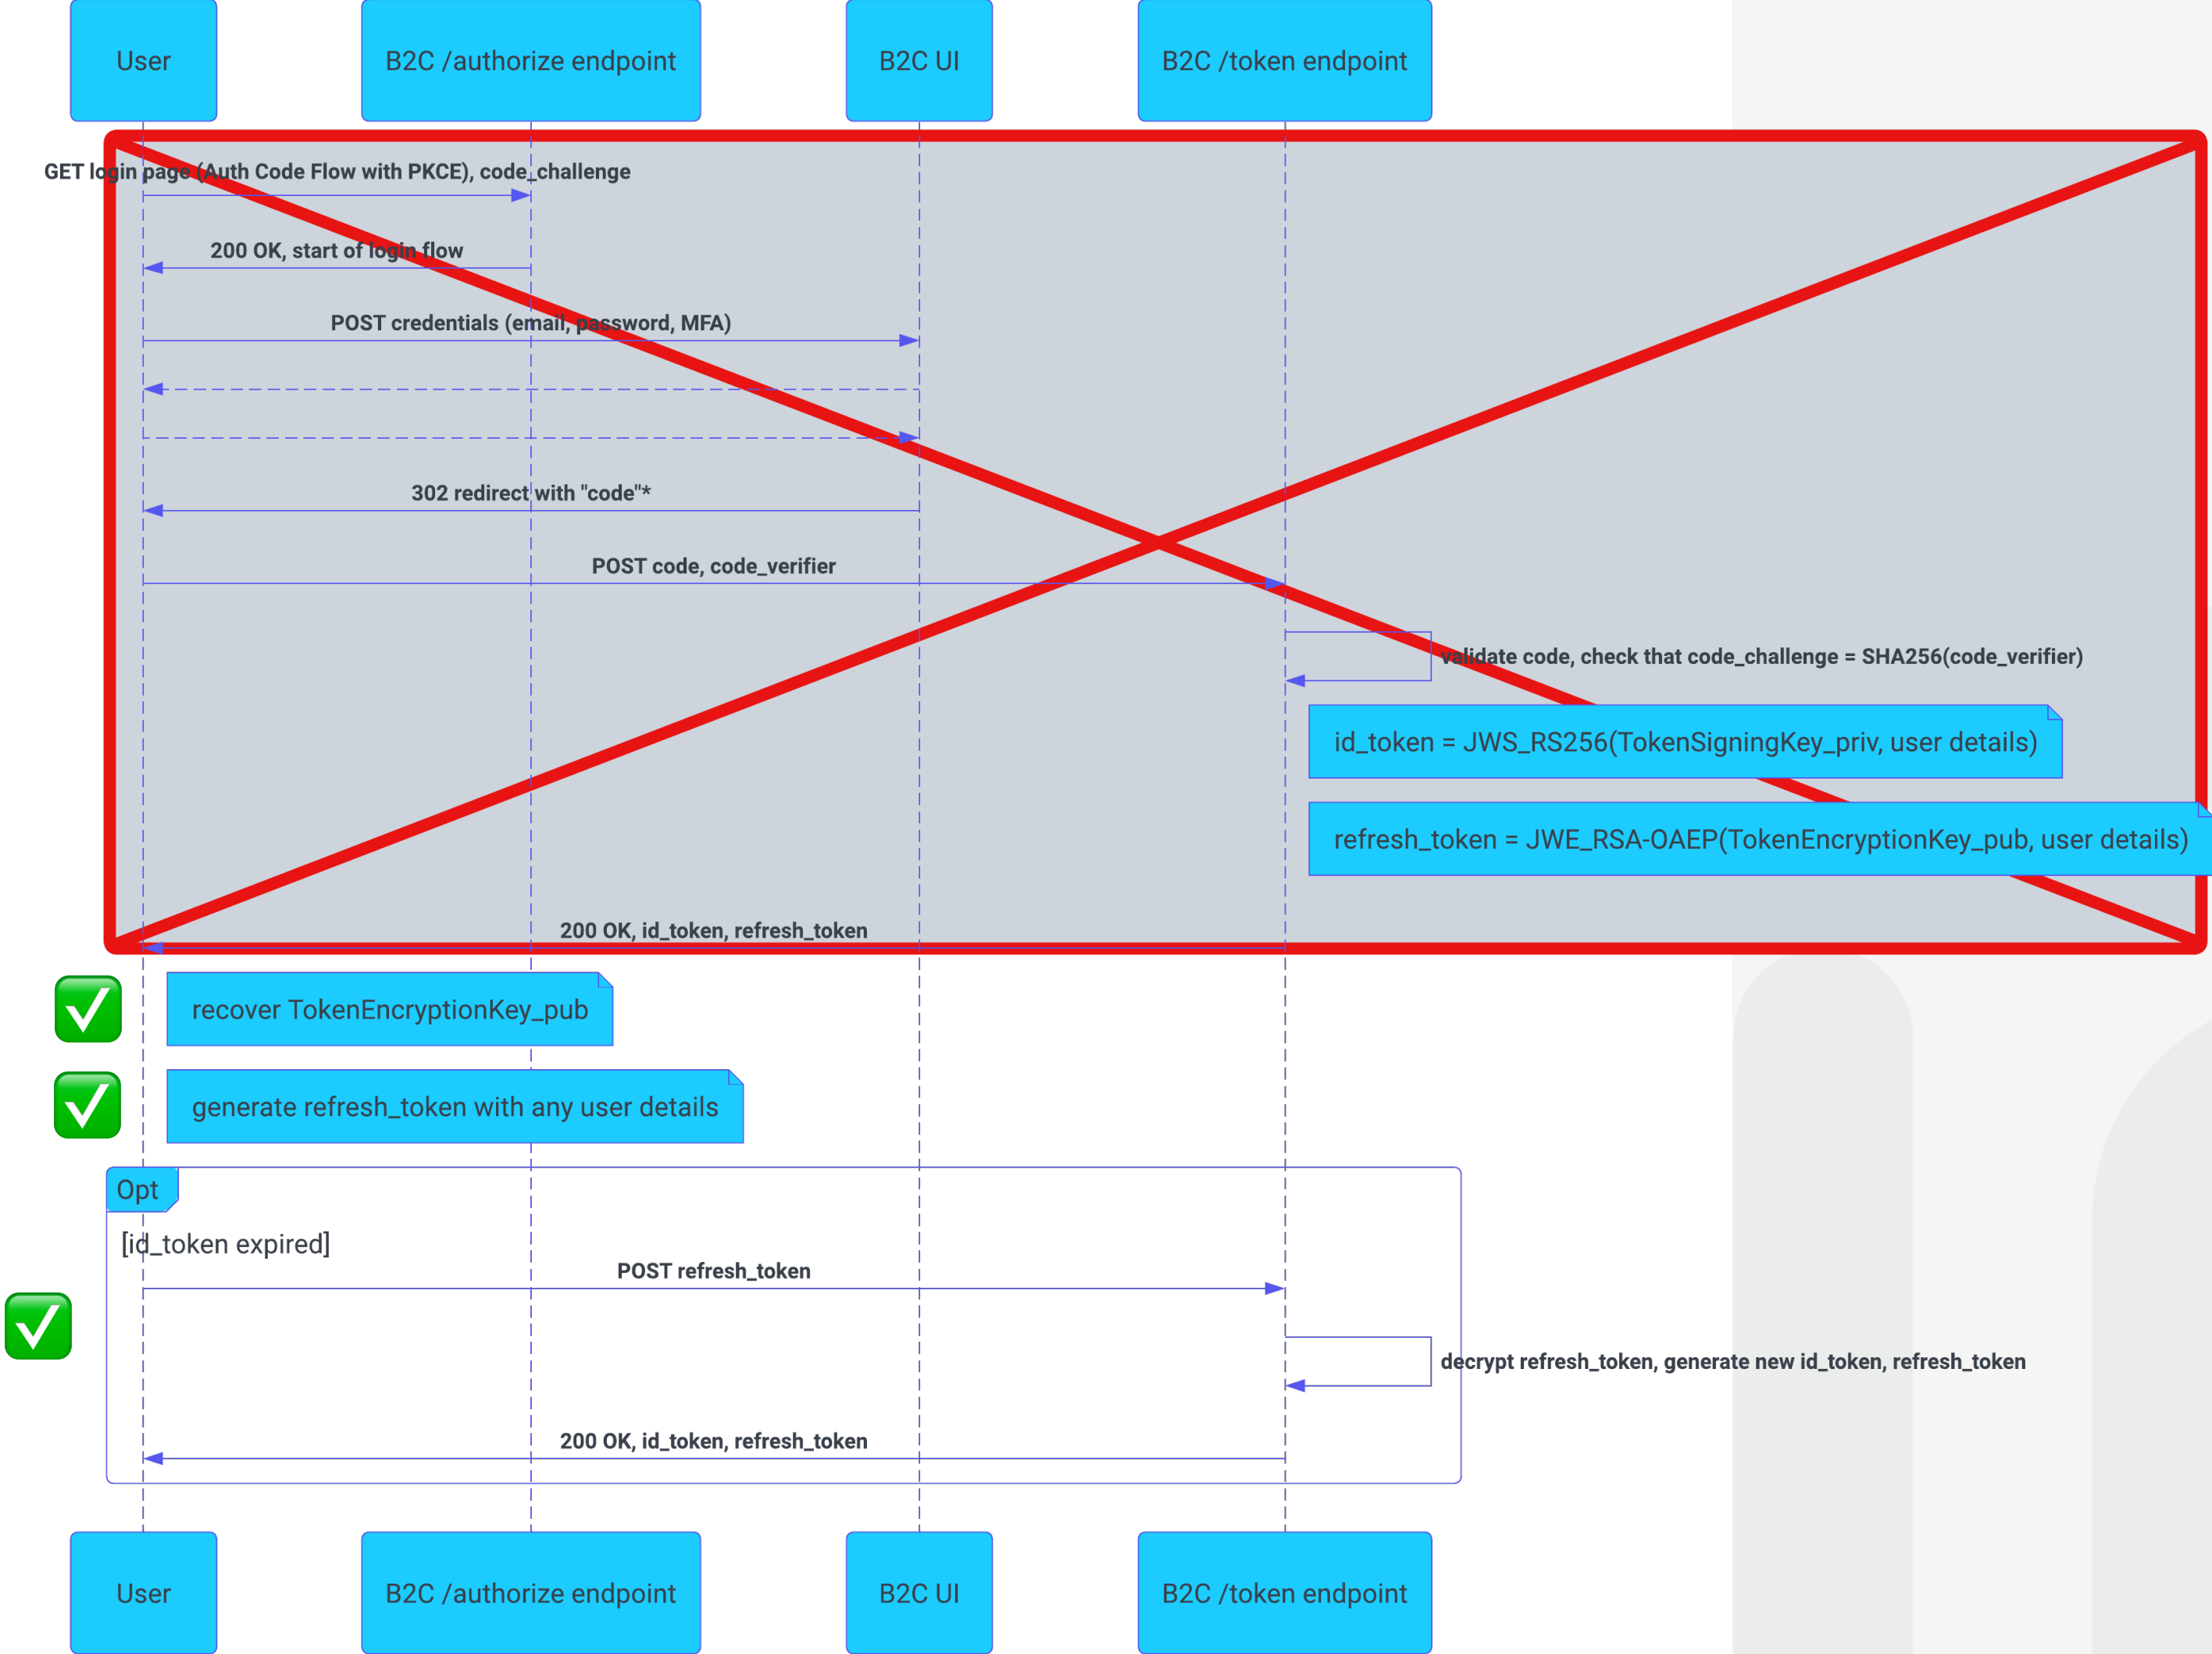 User
B2C /authorize endpoint
B2C UI
B2C /token endpoint
GET login page (Auth Code Flow with PKCE), code_challenge
200 OK, start of login flow
POST credentials (email, password, MFA)
302 redirect with "code"*
POST code, code_verifier
validate code, check that code_challenge = SHA256(code_verifier)
id_token = JWS_RS256(TokenSigningKey_priv, user details)
refresh_token = JWE_RSA-OAEP(TokenEncryptionKey_pub, user details)
200 OK, id_token, refresh_token
recover TokenEncryptionKey_pub
generate refresh_token with any user details
Opt
[id_token expired]
POST refresh_token
decrypt refresh_token, generate new id_token, refresh_token
200 OK, id_token, refresh_token
User
B2C /authorize endpoint
B2C UI
B2C /token endpoint